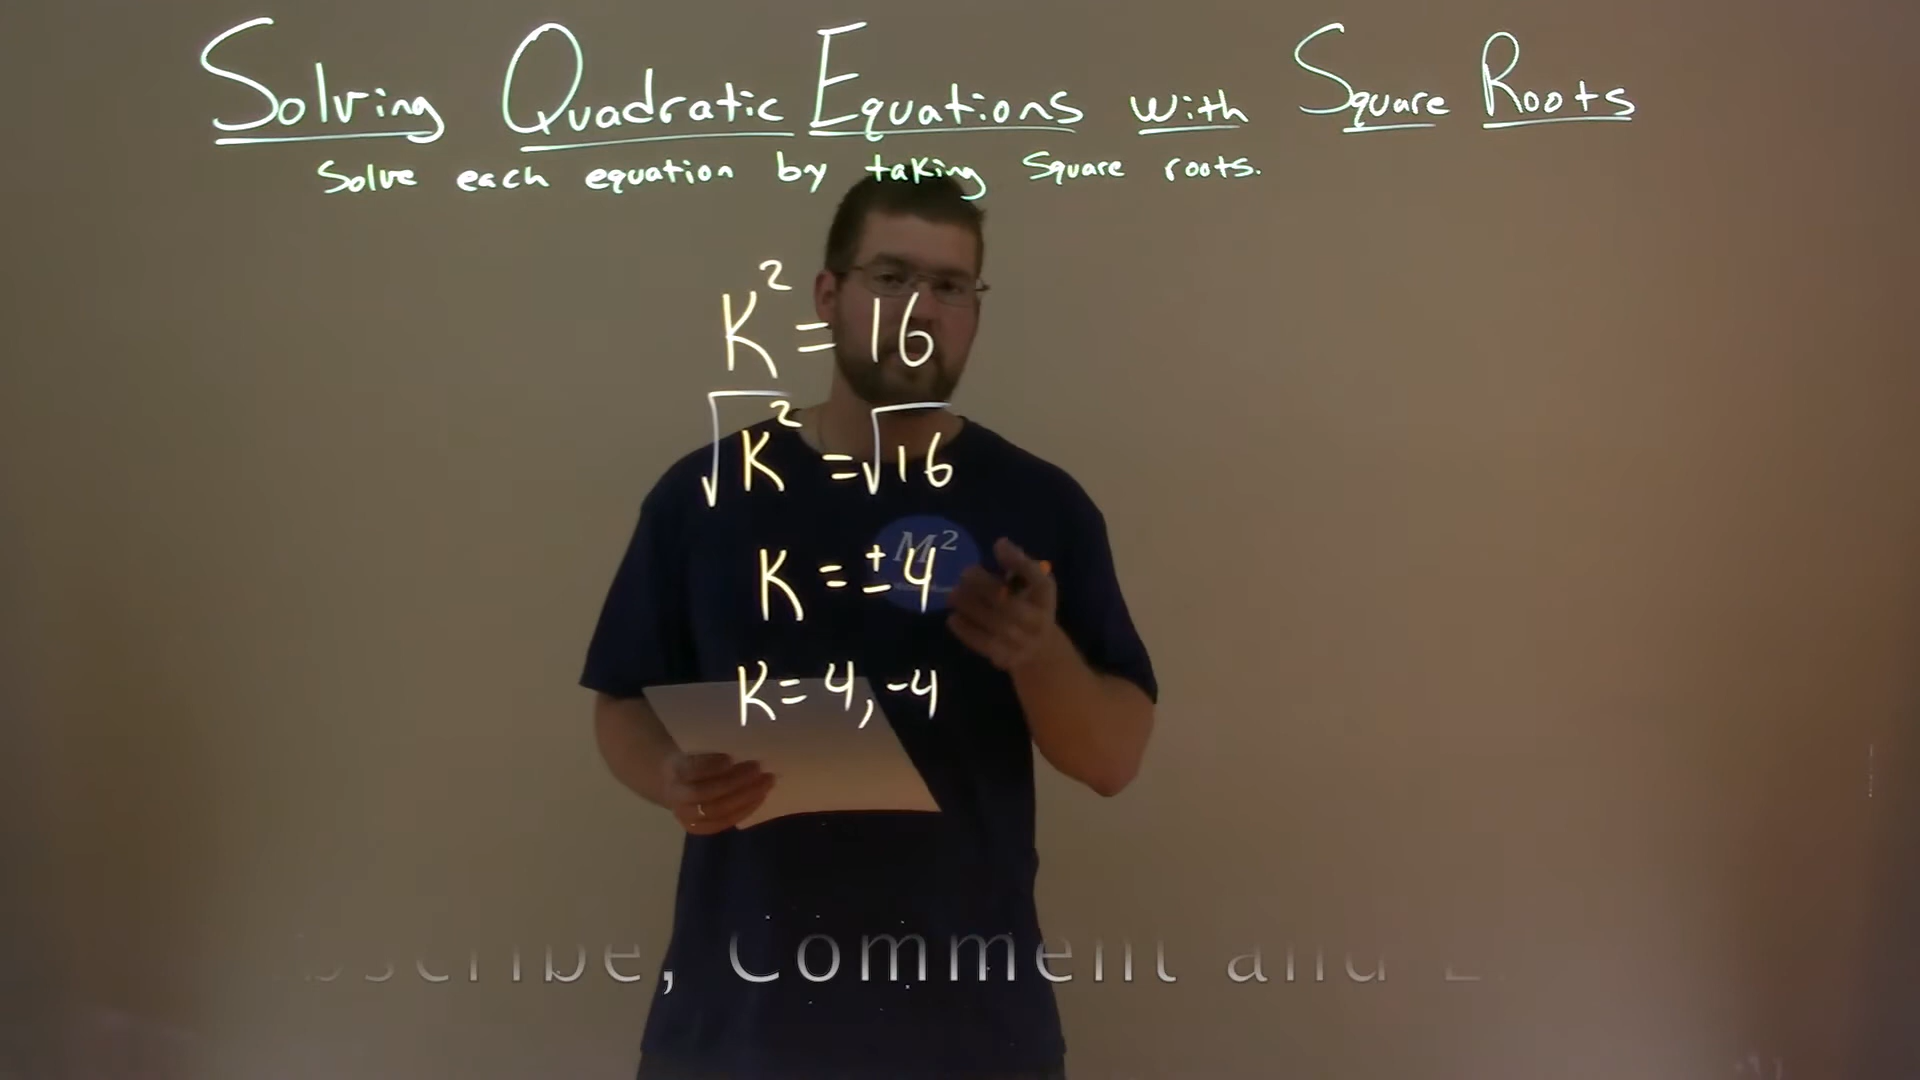 Solving Quadratic Equations with Square Roots
Solve each equation by taking Square roots.
K² = 16
√K² = √16
M²
K = ±4
K = 4, -4
Comment and